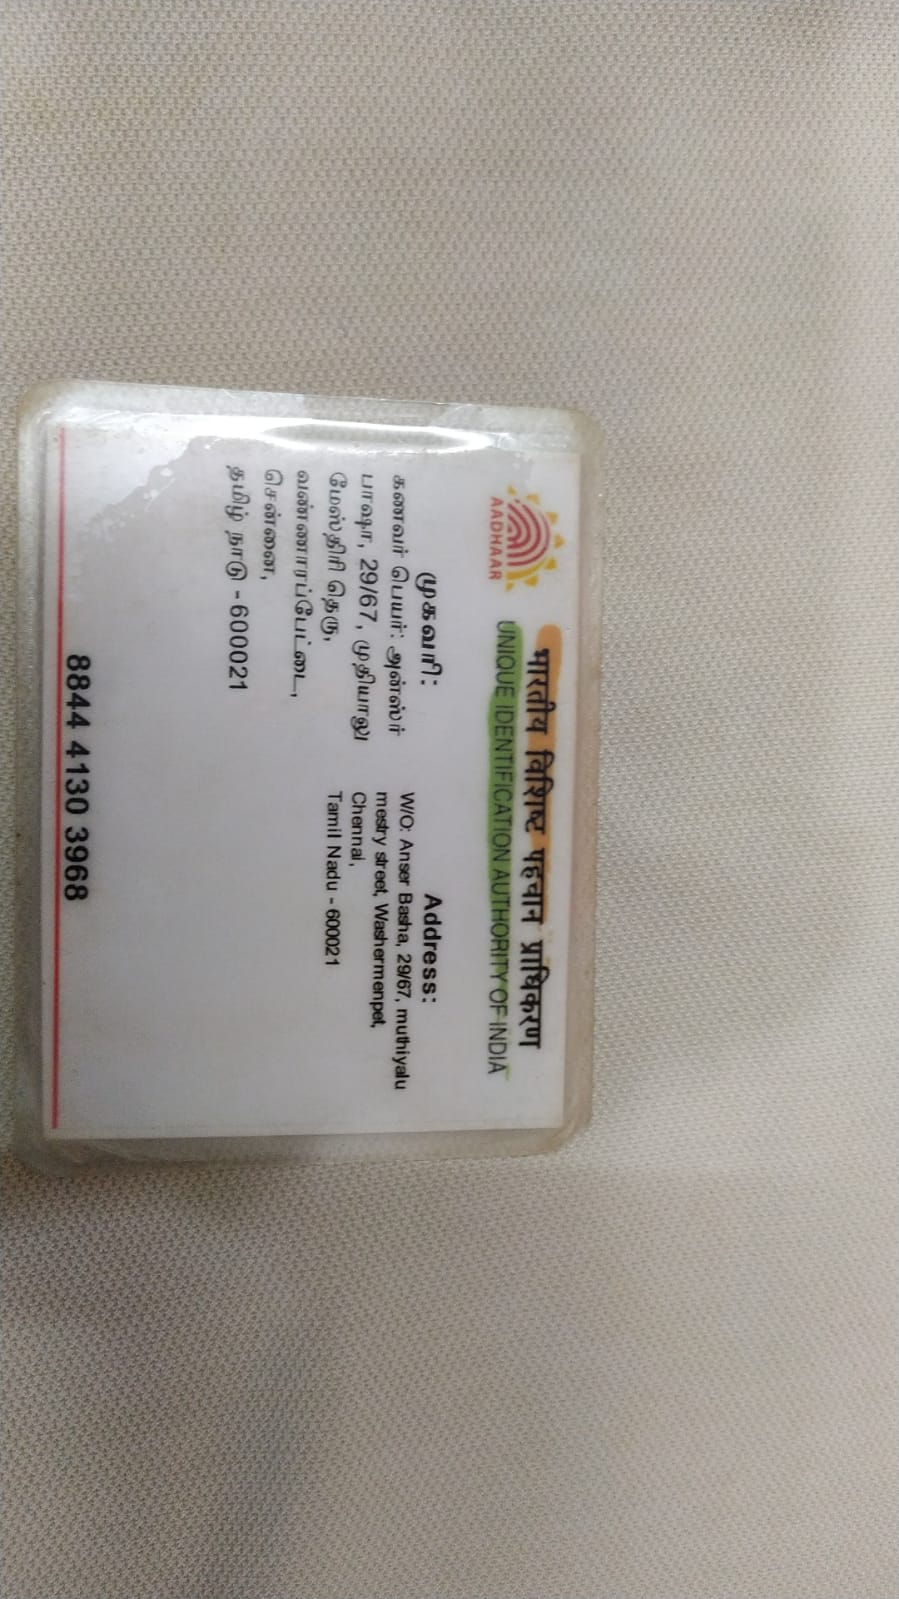 भारतीय विशिष्ट पहचान प्राधिकरण
UNIQUE IDENTIFICATION AUTHORITY OF INDIA
AADHAAR
முகவரி:
கணவர் பெயர்: அன்ஸர்
பாஷா, 29/67, முதியாலு
மேஸ்திரி தெரு,
வண்ணாரப்பேட்டை,
சென்னை,
தமிழ் நாடு - 600021
Address:
W/O: Anser Basha, 29/67, muthiyalu
mestry street, Washermenpet,
Chennai,
Tamil Nadu - 600021
8844 4130 3968